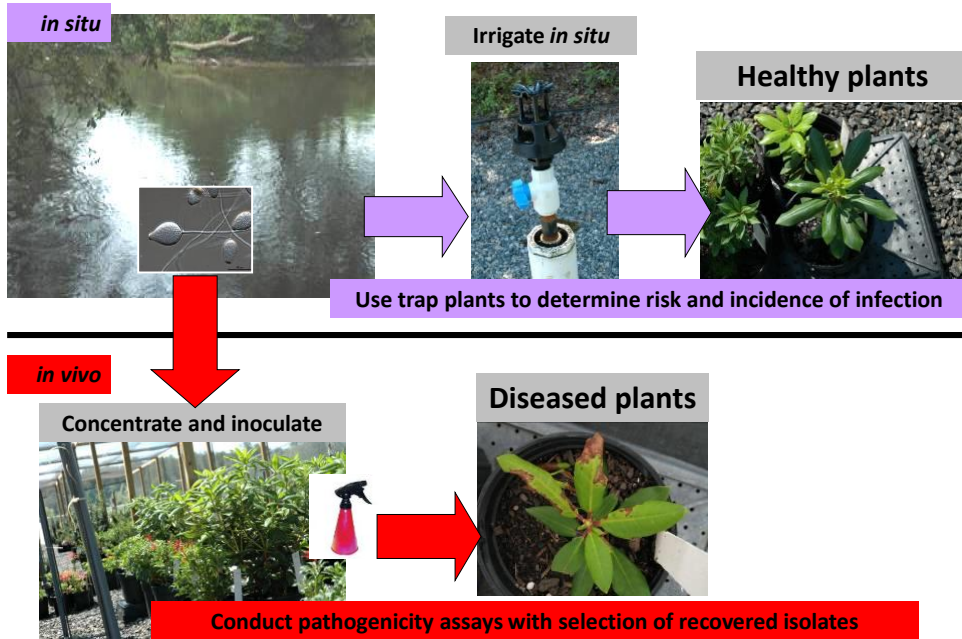 in situ
Irrigate in situ
Healthy plants
Use trap plants to determine risk and incidence of infection
in vivo
Concentrate and inoculate
Diseased plants
Conduct pathogenicity assays with selection of recovered isolates